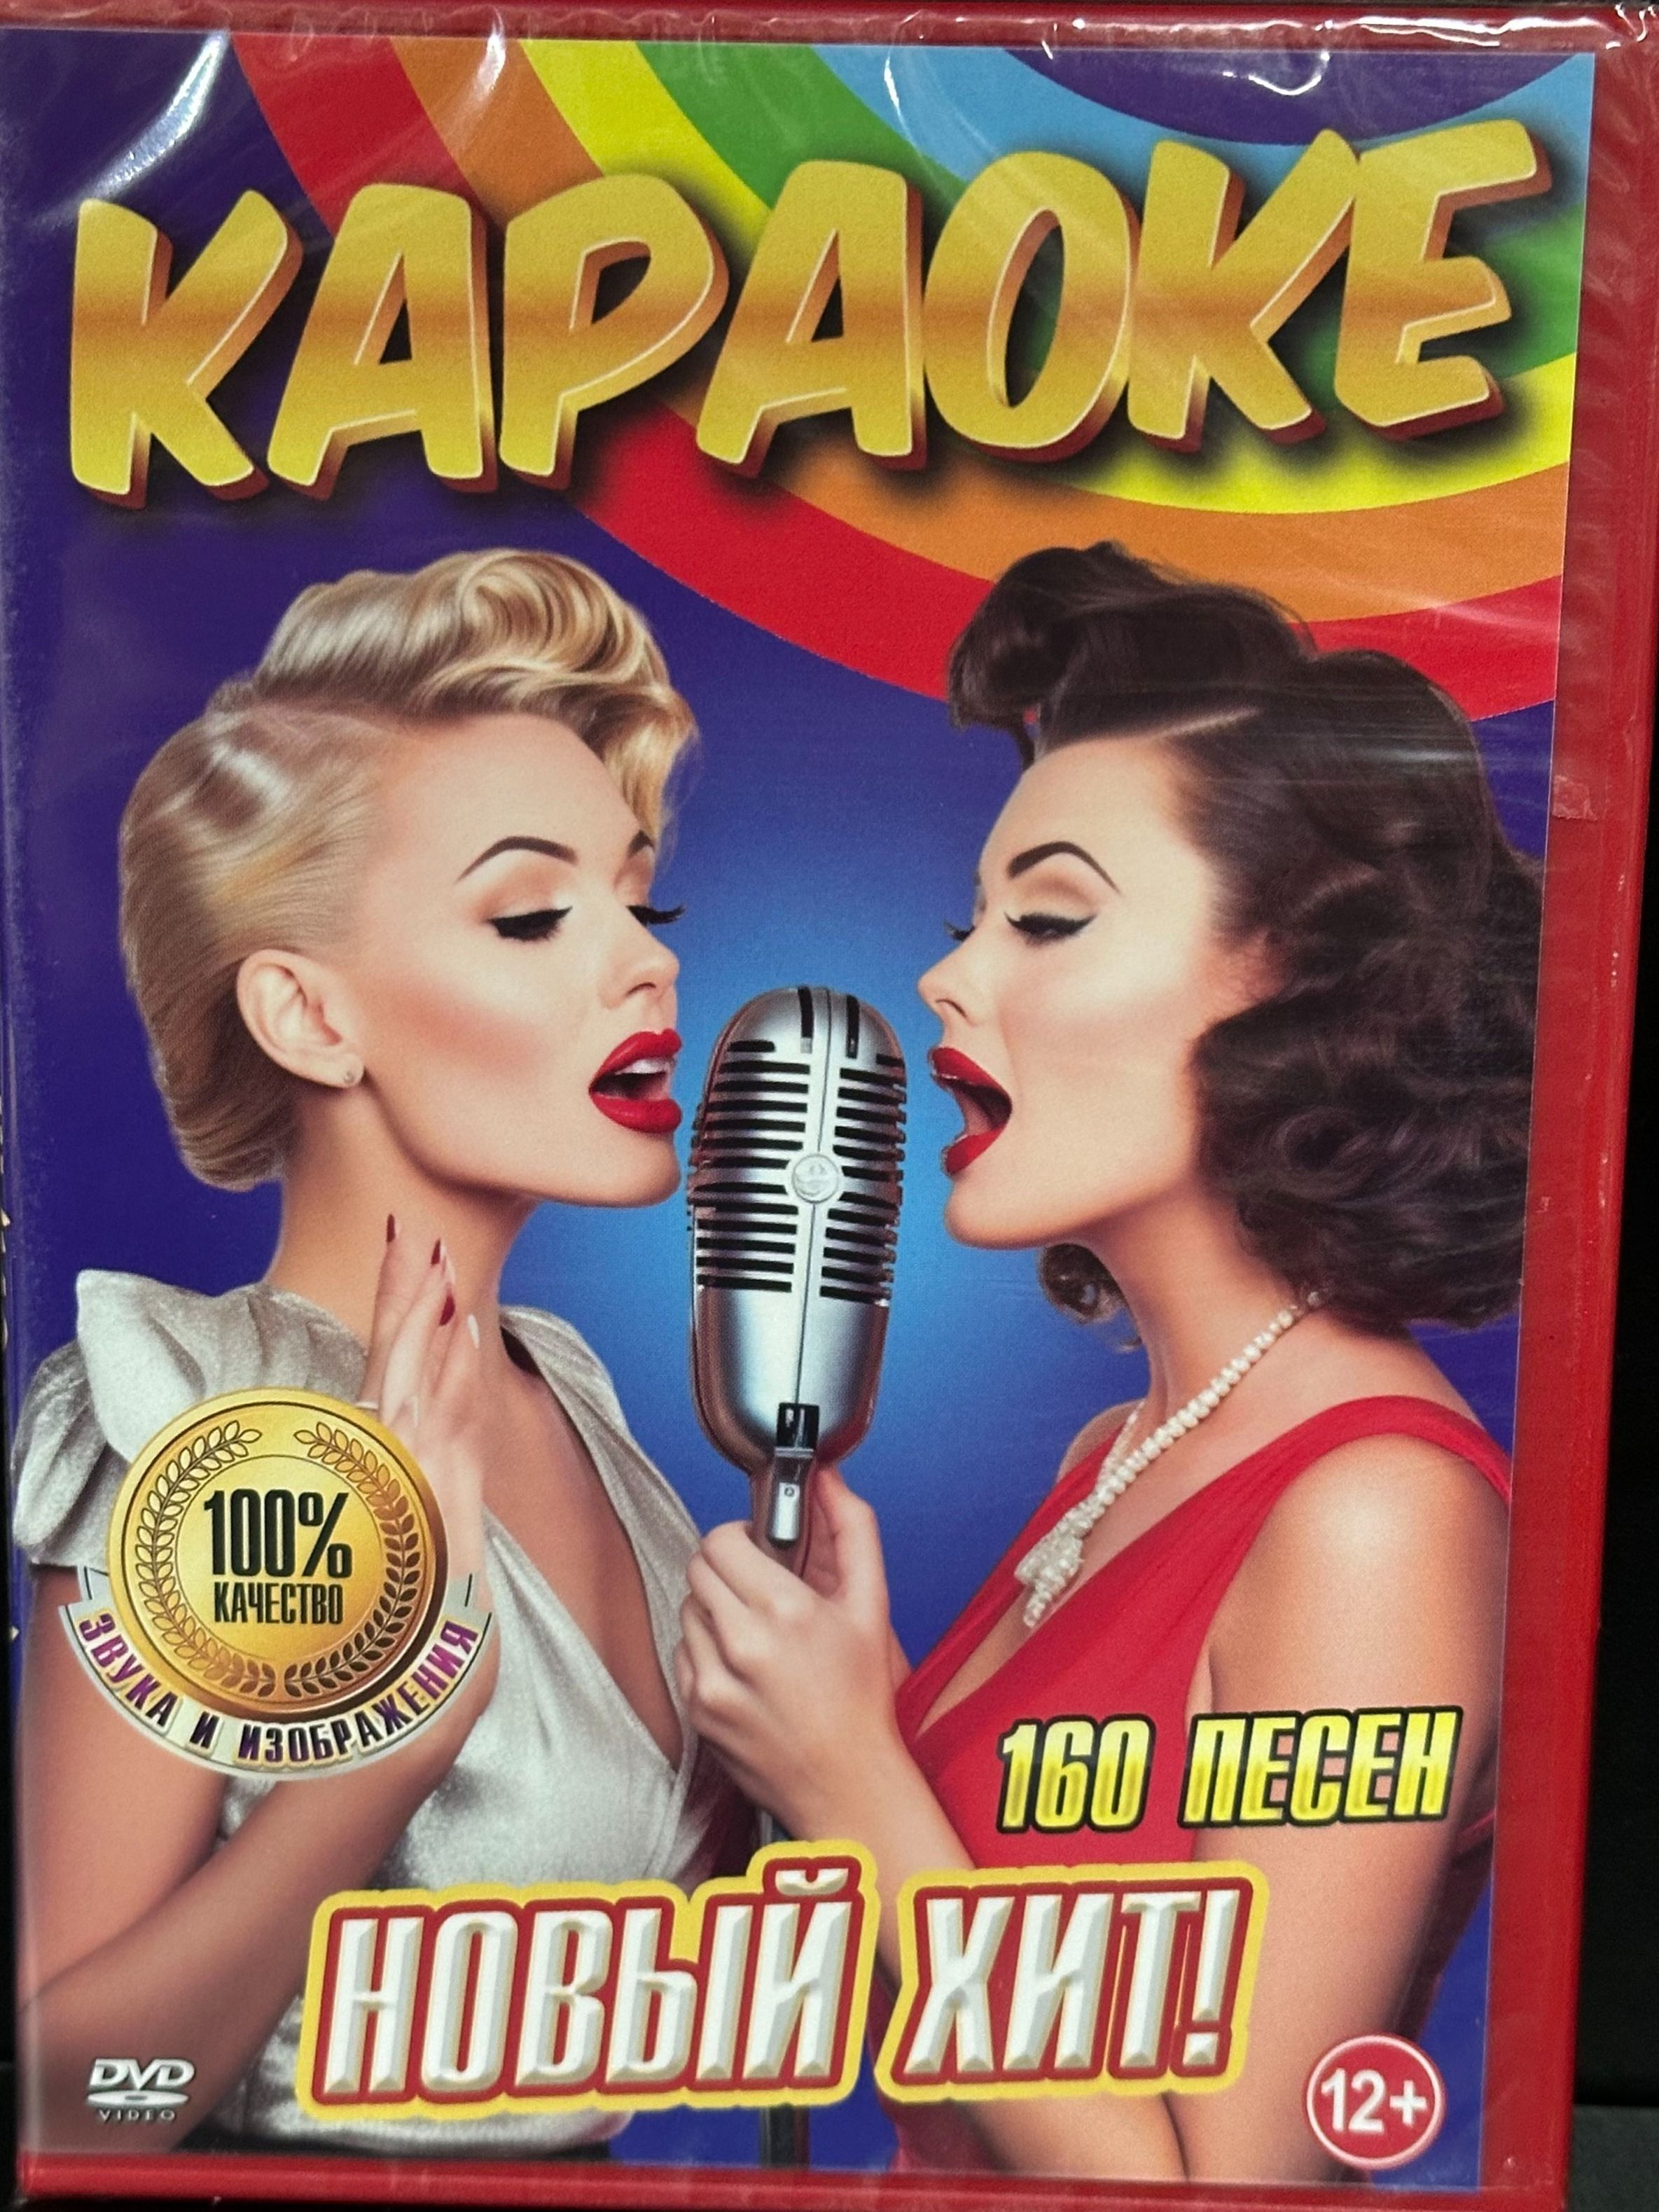 КАРАОКЕ
100%
КАЧЕСТВО
ЗВУКА И ИЗОБРАЖЕНИЯ
160 ПЕСЕН
НОВЫЙ ХИТ!
DVD
VIDEO
12+